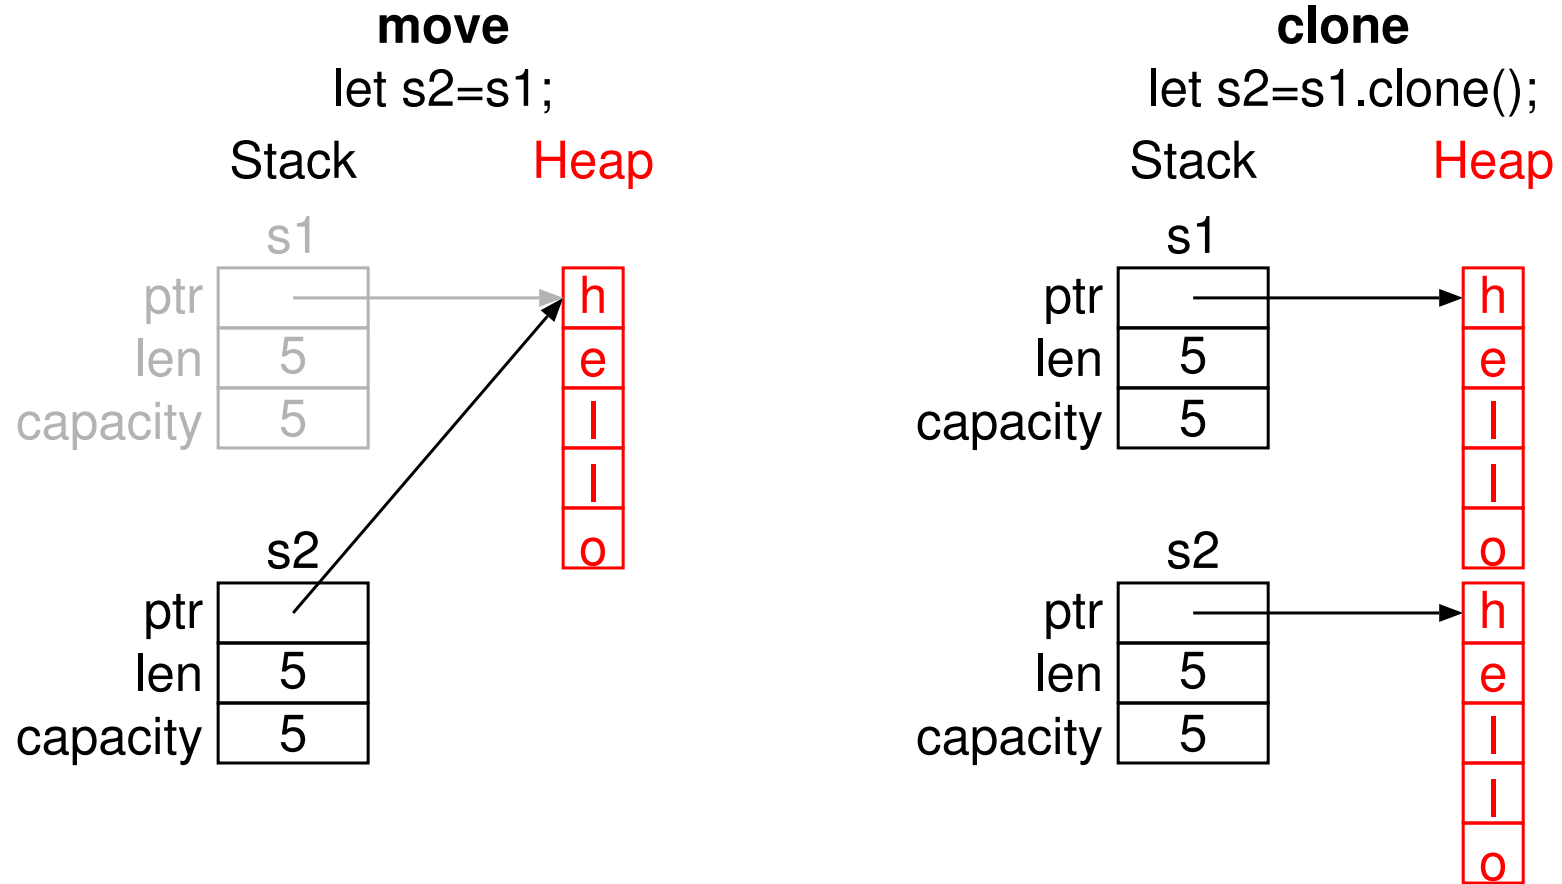 move
let s2=s1;
Stack Heap
s1
ptr h
len 5 e
capacity 5 l
l
s2 o
ptr
len 5
capacity 5
clone
let s2=s1.clone();
Stack Heap
s1
ptr h
len 5 e
capacity 5 l
l
s2 o
ptr h
len 5 e
capacity 5 l
l
o